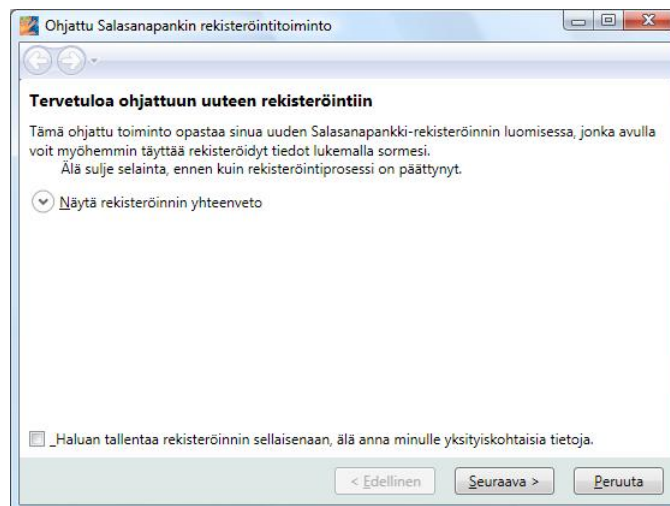 Ohjattu Salasanapankin rekisteröintitoiminto
Tervetuloa ohjattuun uuteen rekisteröintiin
Tämä ohjattu toiminto opastaa sinua uuden Salasanapankki-rekisteröinnin luomisessa, jonka avulla
voit myöhemmin täyttää rekisteröidyt tiedot lukemalla sormesi.
Älä sulje selainta, ennen kuin rekisteröintiprosessi on päättynyt.
Näytä rekisteröinnin yhteenveto
_Haluan tallentaa rekisteröinnin sellaisenaan, älä anna minulle yksityiskohtaisia tietoja.
< Edellinen
Seuraava >
Peruuta